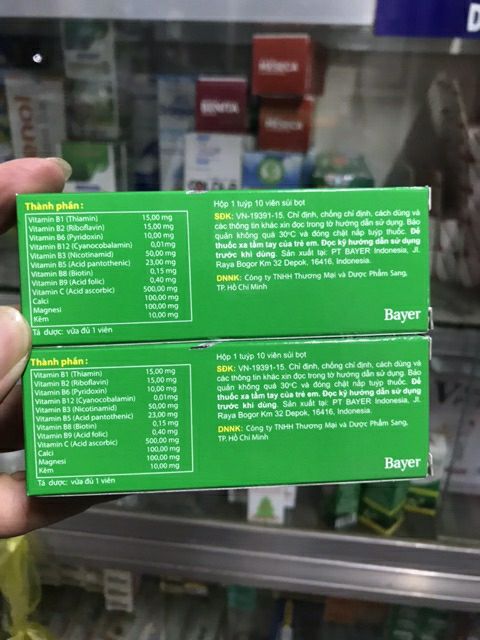 Thành phần :
Vitamin B1 (Thiamin) 15,00 mg
Vitamin B2 (Riboflavin) 15,00 mg
Vitamin B6 (Pyridoxin) 10,00 mg
Vitamin B12 (Cyanocobalamin) 0,01mg
Vitamin B3 (Nicotinamid) 50,00 mg
Vitamin B5 (Acid pantothenic) 23,00 mg
Vitamin B8 (Biotin) 0,15 mg
Vitamin B9 (Acid folic) 0,40 mg
Vitamin C (Acid ascorbic) 500,00 mg
Calci 100,00 mg
Magnesi 100,00 mg
Kẽm 10,00 mg
Tá dược: vừa đủ 1 viên
Hộp 1 tuýp 10 viên sủi bọt
SĐK: VN-19391-15. Chỉ định, chống chỉ định, cách dùng và
các thông tin khác xin đọc trong tờ hướng dẫn sử dụng. Bảo
quản không quá 30ºC và đóng chặt nắp tuýp thuốc. Để
thuốc xa tầm tay của trẻ em. Đọc kỹ hướng dẫn sử dụng
trước khi dùng. Sản xuất tại: PT BAYER Indonesia, Jl.
Raya Bogor Km 32 Depok, 16416, Indonesia.
DNNK: Công ty TNHH Thương Mại và Dược Phẩm Sang,
TP. Hồ Chí Minh
Bayer
Thành phần :
Vitamin B1 (Thiamin) 15,00 mg
Vitamin B2 (Riboflavin) 15,00 mg
Vitamin B6 (Pyridoxin) 10,00 mg
Vitamin B12 (Cyanocobalamin) 0,01mg
Vitamin B3 (Nicotinamid) 50,00 mg
Vitamin B5 (Acid pantothenic) 23,00 mg
Vitamin B8 (Biotin) 0,15 mg
Vitamin B9 (Acid folic) 0,40 mg
Vitamin C (Acid ascorbic) 500,00 mg
Calci 100,00 mg
Magnesi 100,00 mg
Kẽm 10,00 mg
Tá dược: vừa đủ 1 viên
Hộp 1 tuýp 10 viên sủi bọt
SĐK: VN-19391-15. Chỉ định, chống chỉ định, cách dùng và
các thông tin khác xin đọc trong tờ hướng dẫn sử dụng. Bảo
quản không quá 30ºC và đóng chặt nắp tuýp thuốc. Để
thuốc xa tầm tay của trẻ em. Đọc kỹ hướng dẫn sử dụng
trước khi dùng. Sản xuất tại: PT BAYER Indonesia, Jl.
Raya Bogor Km 32 Depok, 16416, Indonesia.
DNNK: Công ty TNHH Thương Mại và Dược Phẩm Sang,
TP. Hồ Chí Minh
Bayer
BENITA